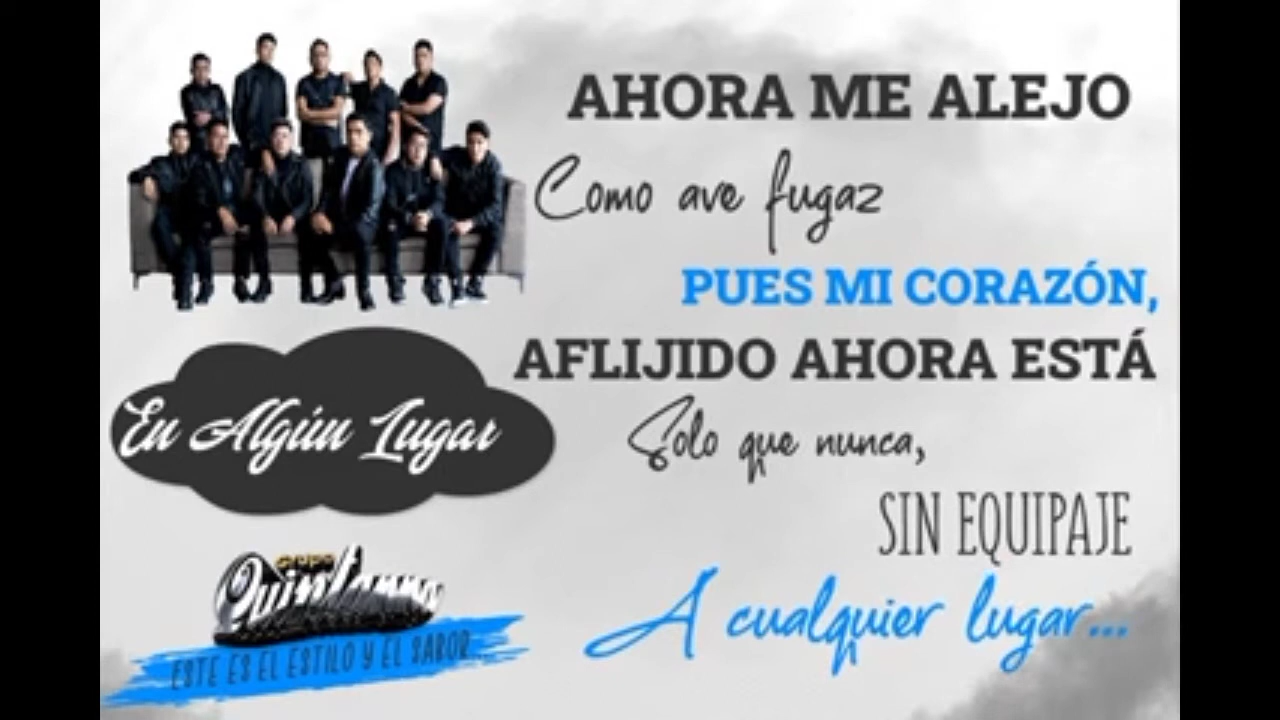 AHORA ME ALEJO
Como ave fugaz
PUES MI CORAZÓN,
AFLIJIDO AHORA ESTÁ
Solo que nunca,
SIN EQUIPAJE
A cualquier lugar...
En Algún Lugar
Grupo
Quintanna
ESTE ES EL ESTILO Y EL SABOR...